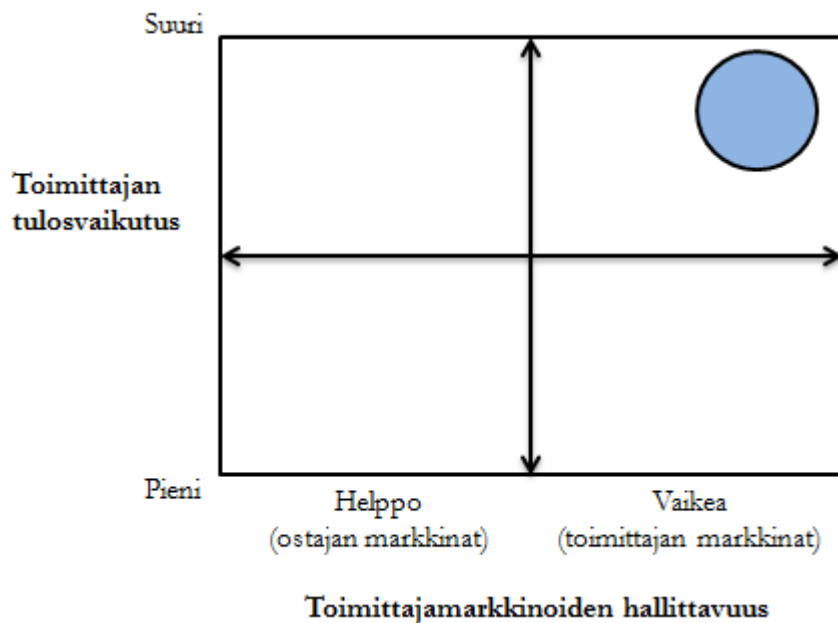 Suuri
Toimittajan
tulosvaikutus
Pieni
Helppo
(ostajan markkinat)
Vaikea
(toimittajan markkinat)
Toimittajamarkkinoiden hallittavuus